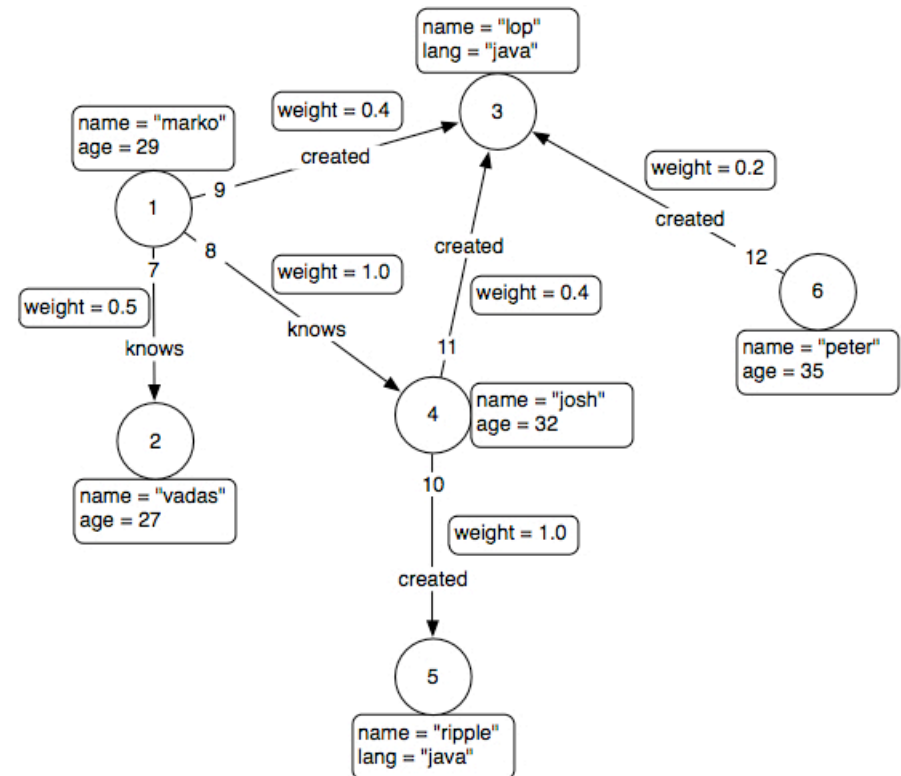 name = "lop"
lang = "java"
3
weight = 0.4
created
9
name = "marko"
age = 29
1
weight = 0.2
created
12
6
name = "peter"
age = 35
8
weight = 1.0
knows
7
weight = 0.5
knows
created
weight = 0.4
11
4
name = "josh"
age = 32
2
name = "vadas"
age = 27
10
weight = 1.0
created
5
name = "ripple"
lang = "java"